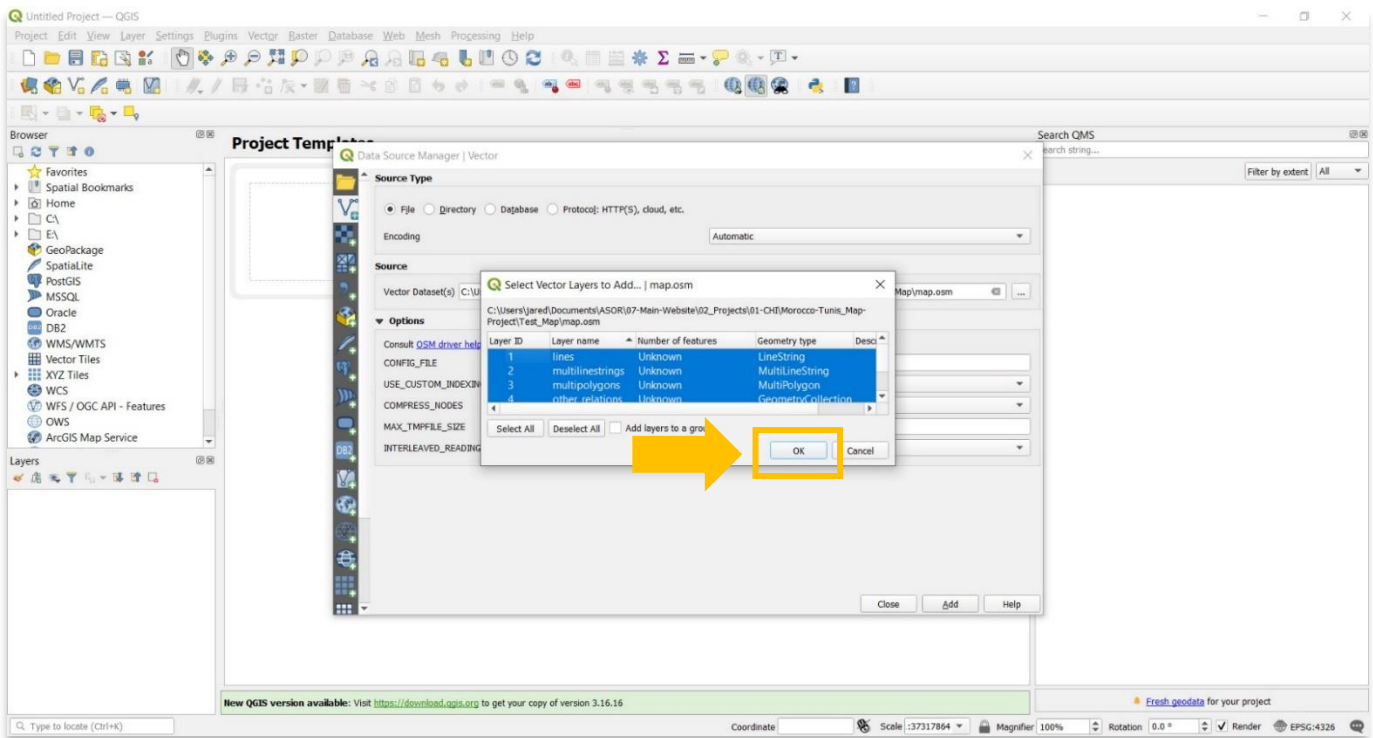 Untitled Project — QGIS
Project Edit View Layer Settings Plugins Vector Raster Database Web Mesh Processing Help
Browser
Favorites
Spatial Bookmarks
Home
C:\
E:\
GeoPackage
SpatiaLite
PostGIS
MSSQL
Oracle
DB2
WMS/WMTS
Vector Tiles
XYZ Tiles
WCS
WFS / OGC API - Features
OWS
ArcGIS Map Service
Layers
Project Templates
Data Source Manager | Vector
Source Type
File Directory Database Protocol: HTTP(S), cloud, etc.
Encoding Automatic
Source
Vector Dataset(s) C:\U
Map\map.osm ...
Options
Consult OSM driver help
CONFIG_FILE
USE_CUSTOM_INDEXIN
COMPRESS_NODES
MAX_TMPFILE_SIZE
INTERLEAVED_READING
DB2
Close Add Help
Select Vector Layers to Add... | map.osm
C:\Users\jared\Documents\ASOR\07-Main-Website\02_Projects\01-CHI\Morocco-Tunis_Map-
Project\Test_Map\map.osm
Layer ID Layer name Number of features Geometry type Descr
1 lines Unknown LineString
2 multilinestrings Unknown MultiLineString
3 multipolygons Unknown MultiPolygon
4 other_relations Unknown GeometryCollection
Select All Deselect All Add layers to a grou
OK Cancel
Search QMS
earch string...
Filter by extent All
New QGIS version available: Visit https://download.qgis.org to get your copy of version 3.16.16
Fresh geodata for your project
Type to locate (Ctrl+K)
Coordinate Scale :37317864 Magnifier 100% Rotation 0.0 ° Render EPSG:4326